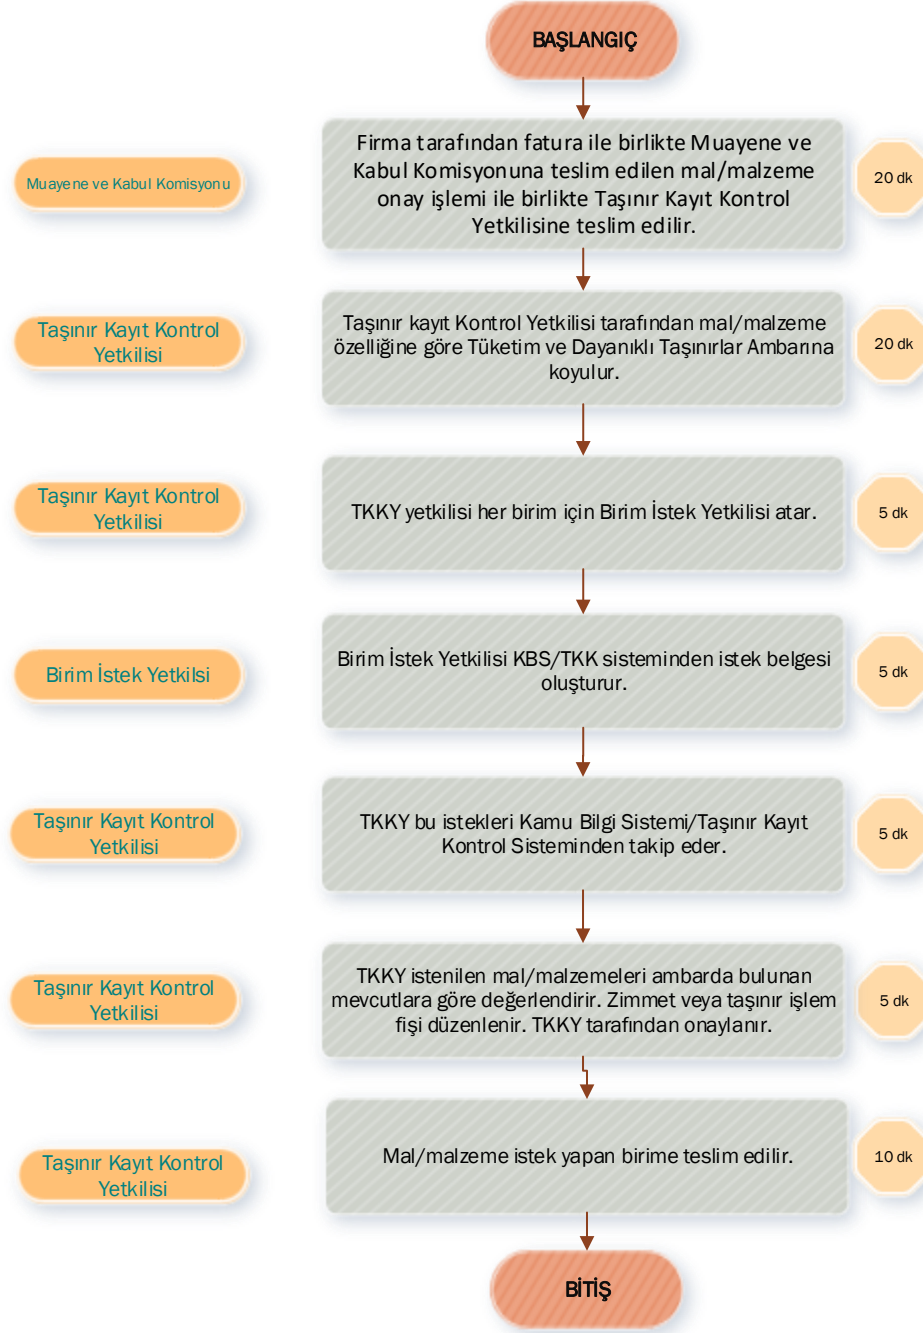 BAŞLANGIÇ
Muayene ve Kabul Komisyonu
Firma tarafından fatura ile birlikte Muayene ve
Kabul Komisyonuna teslim edilen mal/malzeme
onay işlemi ile birlikte Taşınır Kayıt Kontrol
Yetkilisine teslim edilir.
20 dk
Taşınır Kayıt Kontrol
Yetkilisi
Taşınır kayıt Kontrol Yetkilisi tarafından mal/malzeme
özelliğine göre Tüketim ve Dayanıklı Taşınırlar Ambarına
koyulur.
20 dk
Taşınır Kayıt Kontrol
Yetkilisi
TKKY yetkilisi her birim için Birim İstek Yetkilisi atar.
5 dk
Birim İstek Yetkilsi
Birim İstek Yetkilisi KBS/TKK sisteminden istek belgesi
oluşturur.
5 dk
Taşınır Kayıt Kontrol
Yetkilisi
TKKY bu istekleri Kamu Bilgi Sistemi/Taşınır Kayıt
Kontrol Sisteminden takip eder.
5 dk
Taşınır Kayıt Kontrol
Yetkilisi
TKKY istenilen mal/malzemeleri ambarda bulunan
mevcutlara göre değerlendirir. Zimmet veya taşınır işlem
fişi düzenlenir. TKKY tarafından onaylanır.
5 dk
Taşınır Kayıt Kontrol
Yetkilisi
Mal/malzeme istek yapan birime teslim edilir.
10 dk
BİTİŞ